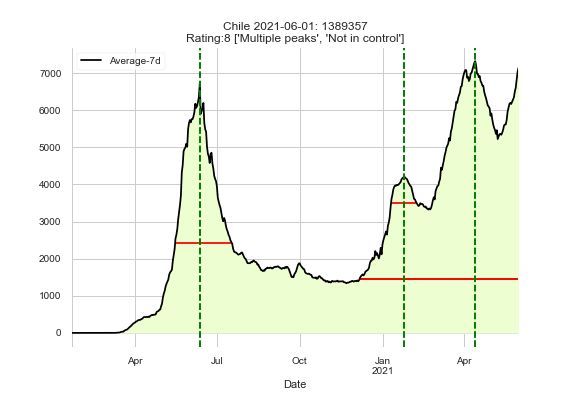 Chile 2021-06-01: 1389357
Rating:8 ['Multiple peaks', 'Not in control']
Average-7d
7000
6000
5000
4000
3000
2000
1000
0
Apr
Jul
Oct
Jan
2021
Apr
Date